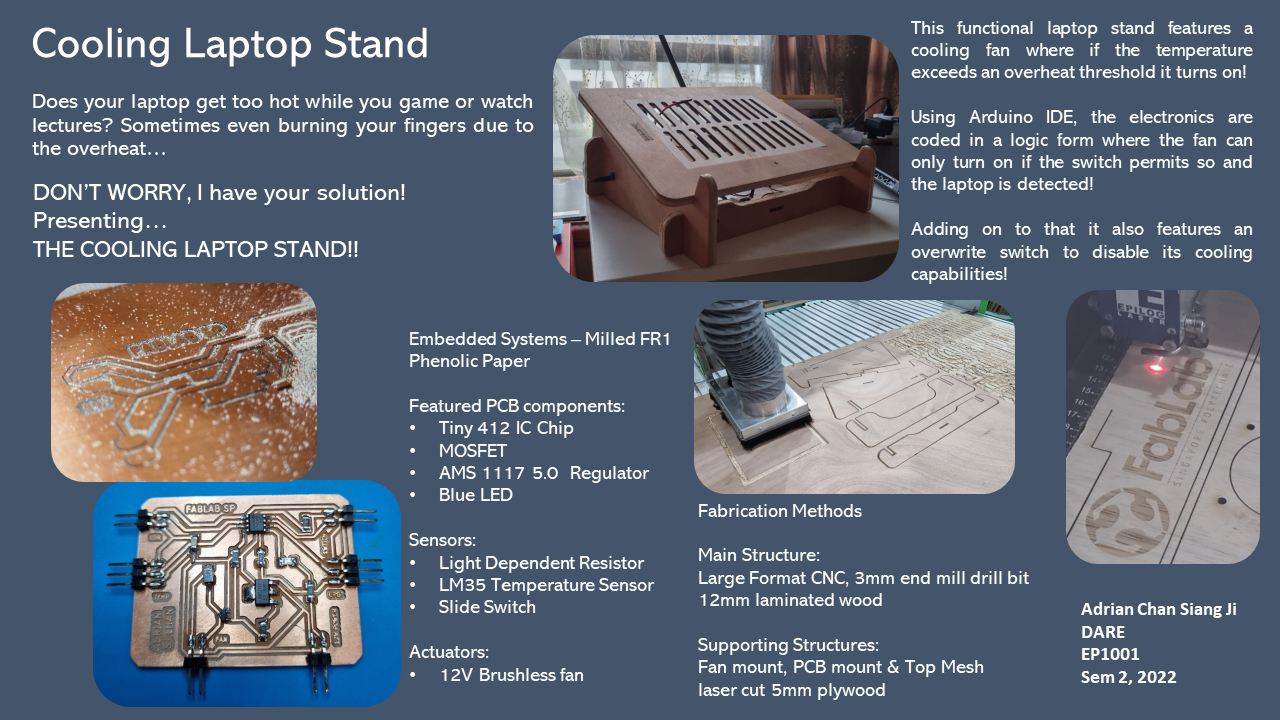 Cooling Laptop Stand
Does your laptop get too hot while you game or watch
lectures? Sometimes even burning your fingers due to
the overheat…
DON'T WORRY, I have your solution!
Presenting…
THE COOLING LAPTOP STAND!!
This functional laptop stand features a
cooling fan where if the temperature
exceeds an overheat threshold it turns on!
Using Arduino IDE, the electronics are
coded in a logic form where the fan can
only turn on if the switch permits so and
the laptop is detected!
Adding on to that it also features an
overwrite switch to disable its cooling
capabilities!
Embedded Systems – Milled FR1
Phenolic Paper
Featured PCB components:
• Tiny 412 IC Chip
• MOSFET
• AMS 1117 5.0 Regulator
• Blue LED
Sensors:
• Light Dependent Resistor
• LM35 Temperature Sensor
• Slide Switch
Actuators:
• 12V Brushless fan
FABLAB SP
FAN
Fabrication Methods
Main Structure:
Large Format CNC, 3mm end mill drill bit
12mm laminated wood
Supporting Structures:
Fan mount, PCB mount & Top Mesh
laser cut 5mm plywood
EPILOG
LASER
FabLab
Adrian Chan Siang Ji
DARE
EP1001
Sem 2, 2022